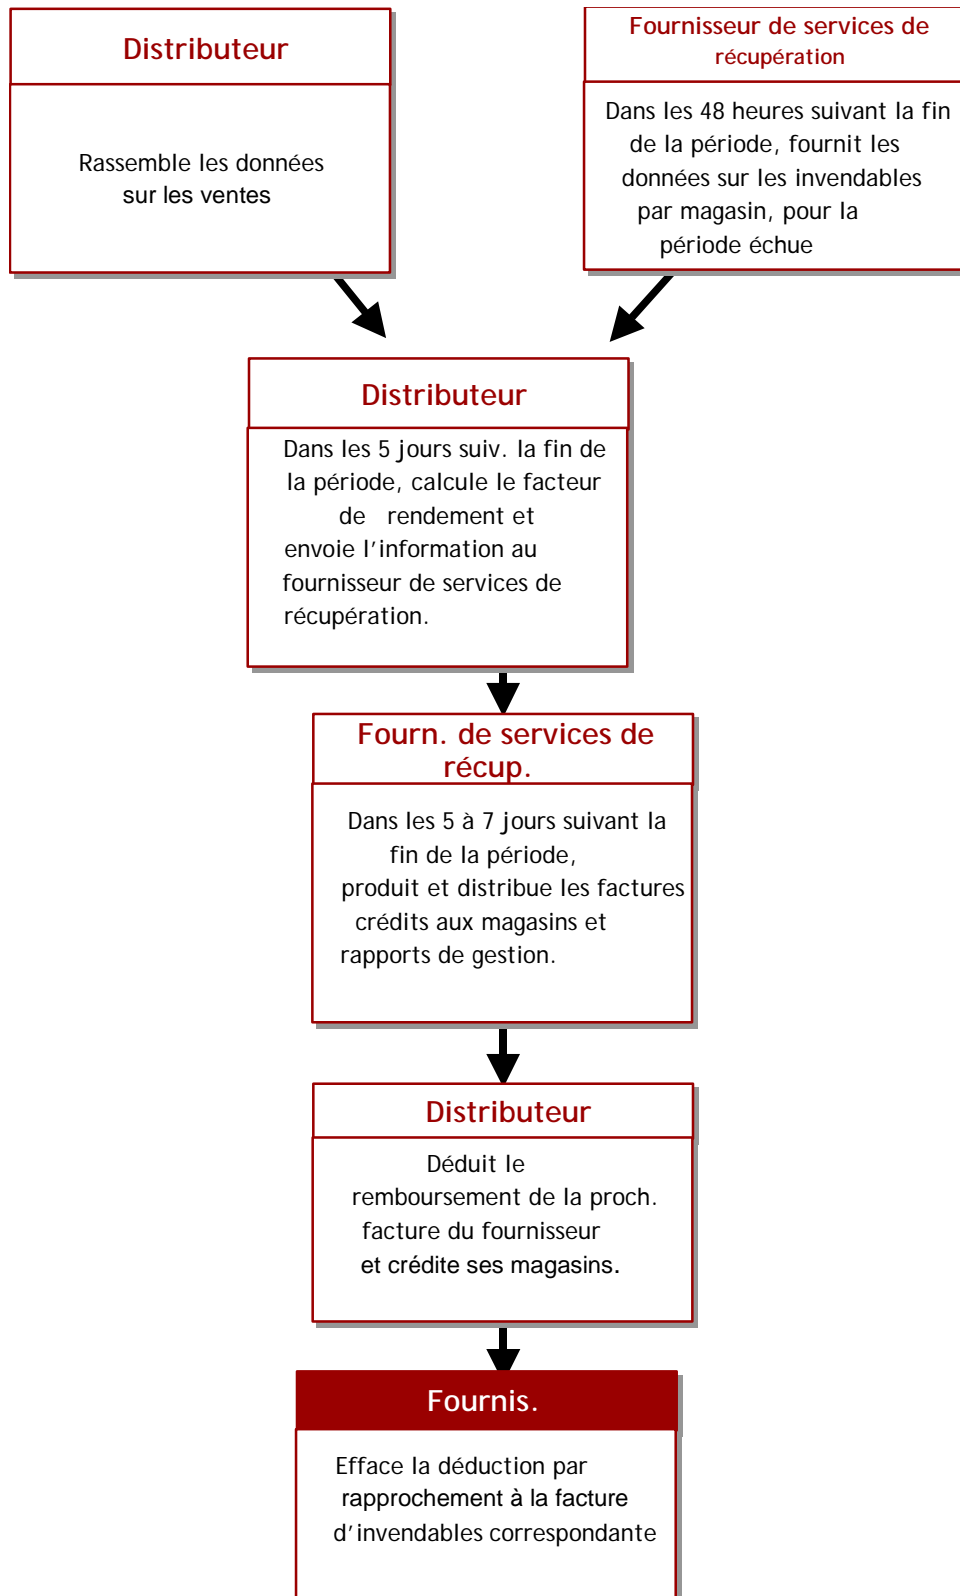 Distributeur
Rassemble les données
sur les ventes
Fournisseur de services de
récupération
Dans les 48 heures suivant la fin
de la période, fournit les
données sur les invendables
par magasin, pour la
période échue
Distributeur
Dans les 5 jours suiv. la fin de
la période, calcule le facteur
de rendement et
envoie l'information au
fournisseur de services de
récupération.
Fourn. de services de
récup.
Dans les 5 à 7 jours suivant la
fin de la période,
produit et distribue les factures
crédits aux magasins et
rapports de gestion.
Distributeur
Déduit le
remboursement de la proch.
facture du fournisseur
et crédite ses magasins.
Fournis.
Efface la déduction par
rapprochement à la facture
d'invendables correspondante